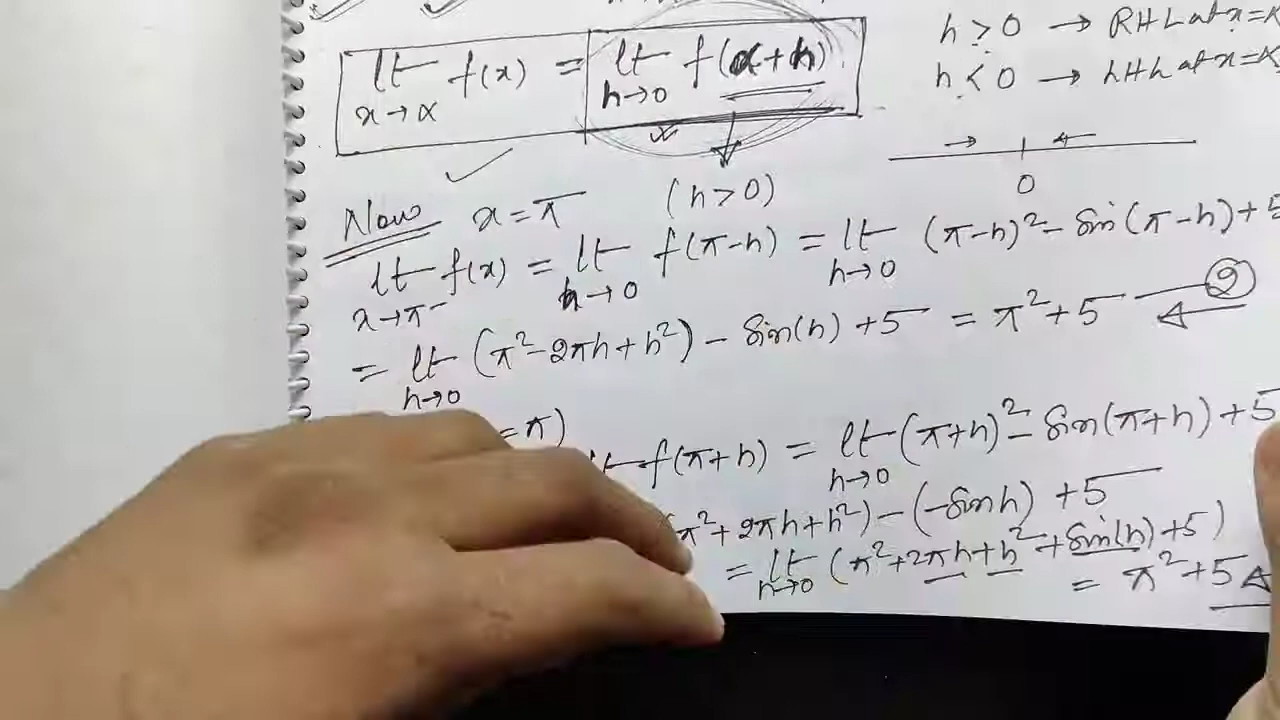 h > 0 → RHL at x=α
h < 0 → LHL at x=α
lt x→α f(x) = lt h→0 f(α+h)
0
Now x = π (h>0)
lt x→π⁻ f(x) = lt h→0 f(π-h) = lt h→0 (π-h)² - Sin(π-h) + 5
= lt h→0 (π² - 2πh + h²) - Sin(h) + 5 = π² + 5 — ②
= π)
lt f(π+h) = lt h→0 (π+h)² - Sin(π+h) + 5
(π² + 2πh + h²) - (-Sinh) + 5
= lt h→0 (π² + 2πh + h² + Sin(h) + 5)
= π² + 5